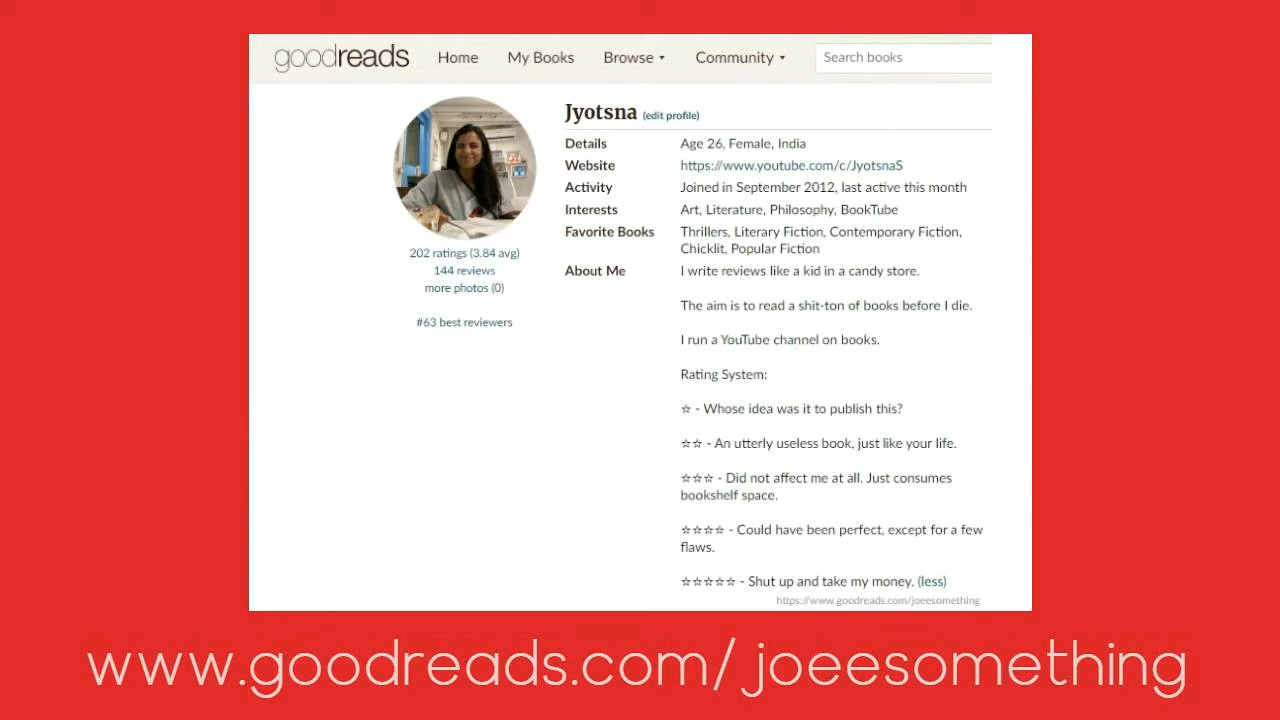 goodreads Home My Books Browse Community Search books
Jyotsna (edit profile)
Details Age 26, Female, India
Website https://www.youtube.com/c/JyotsnaS
Activity Joined in September 2012, last active this month
Interests Art, Literature, Philosophy, BookTube
Favorite Books Thrillers, Literary Fiction, Contemporary Fiction,
Chicklit, Popular Fiction
202 ratings (3.84 avg)
144 reviews
more photos (0)
#63 best reviewers
About Me I write reviews like a kid in a candy store.
The aim is to read a shit-ton of books before I die.
I run a YouTube channel on books.
Rating System:
☆ - Whose idea was it to publish this?
☆☆ - An utterly useless book, just like your life.
☆☆☆ - Did not affect me at all. Just consumes
bookshelf space.
☆☆☆☆ - Could have been perfect, except for a few
flaws.
☆☆☆☆☆ - Shut up and take my money. (less)
https://www.goodreads.com/joeesomething
www.goodreads.com/joeesomething